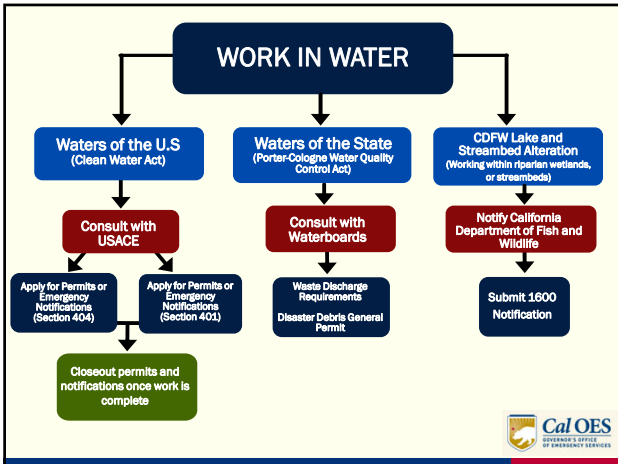 WORK IN WATER
Waters of the U.S
(Clean Water Act)
Consult with
USACE
Apply for Permits or
Emergency
Notifications
(Section 404)
Apply for Permits or
Emergency
Notifications
(Section 401)
Closeout permits and
notifications once work is
complete
Waters of the State
(Porter-Cologne Water Quality
Control Act)
Consult with
Waterboards
Waste Discharge
Requirements
Disaster Debris General
Permit
CDFW Lake and
Streambed Alteration
(Working within riparian wetlands,
or streambeds)
Notify California
Department of Fish and
Wildlife
Submit 1600
Notification
Cal OES
GOVERNOR'S OFFICE
OF EMERGENCY SERVICES